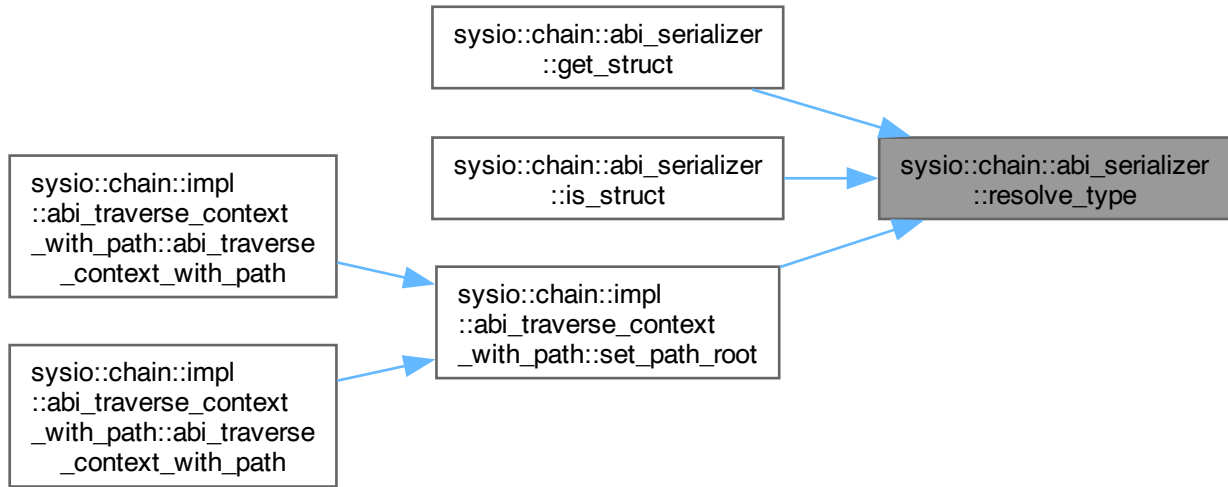 sysio::chain::abi_serializer
::get_struct
sysio::chain::abi_serializer
::is_struct
sysio::chain::abi_serializer
::resolve_type
sysio::chain::impl
::abi_traverse_context
_with_path::abi_traverse
_context_with_path
sysio::chain::impl
::abi_traverse_context
_with_path::set_path_root
sysio::chain::impl
::abi_traverse_context
_with_path::abi_traverse
_context_with_path